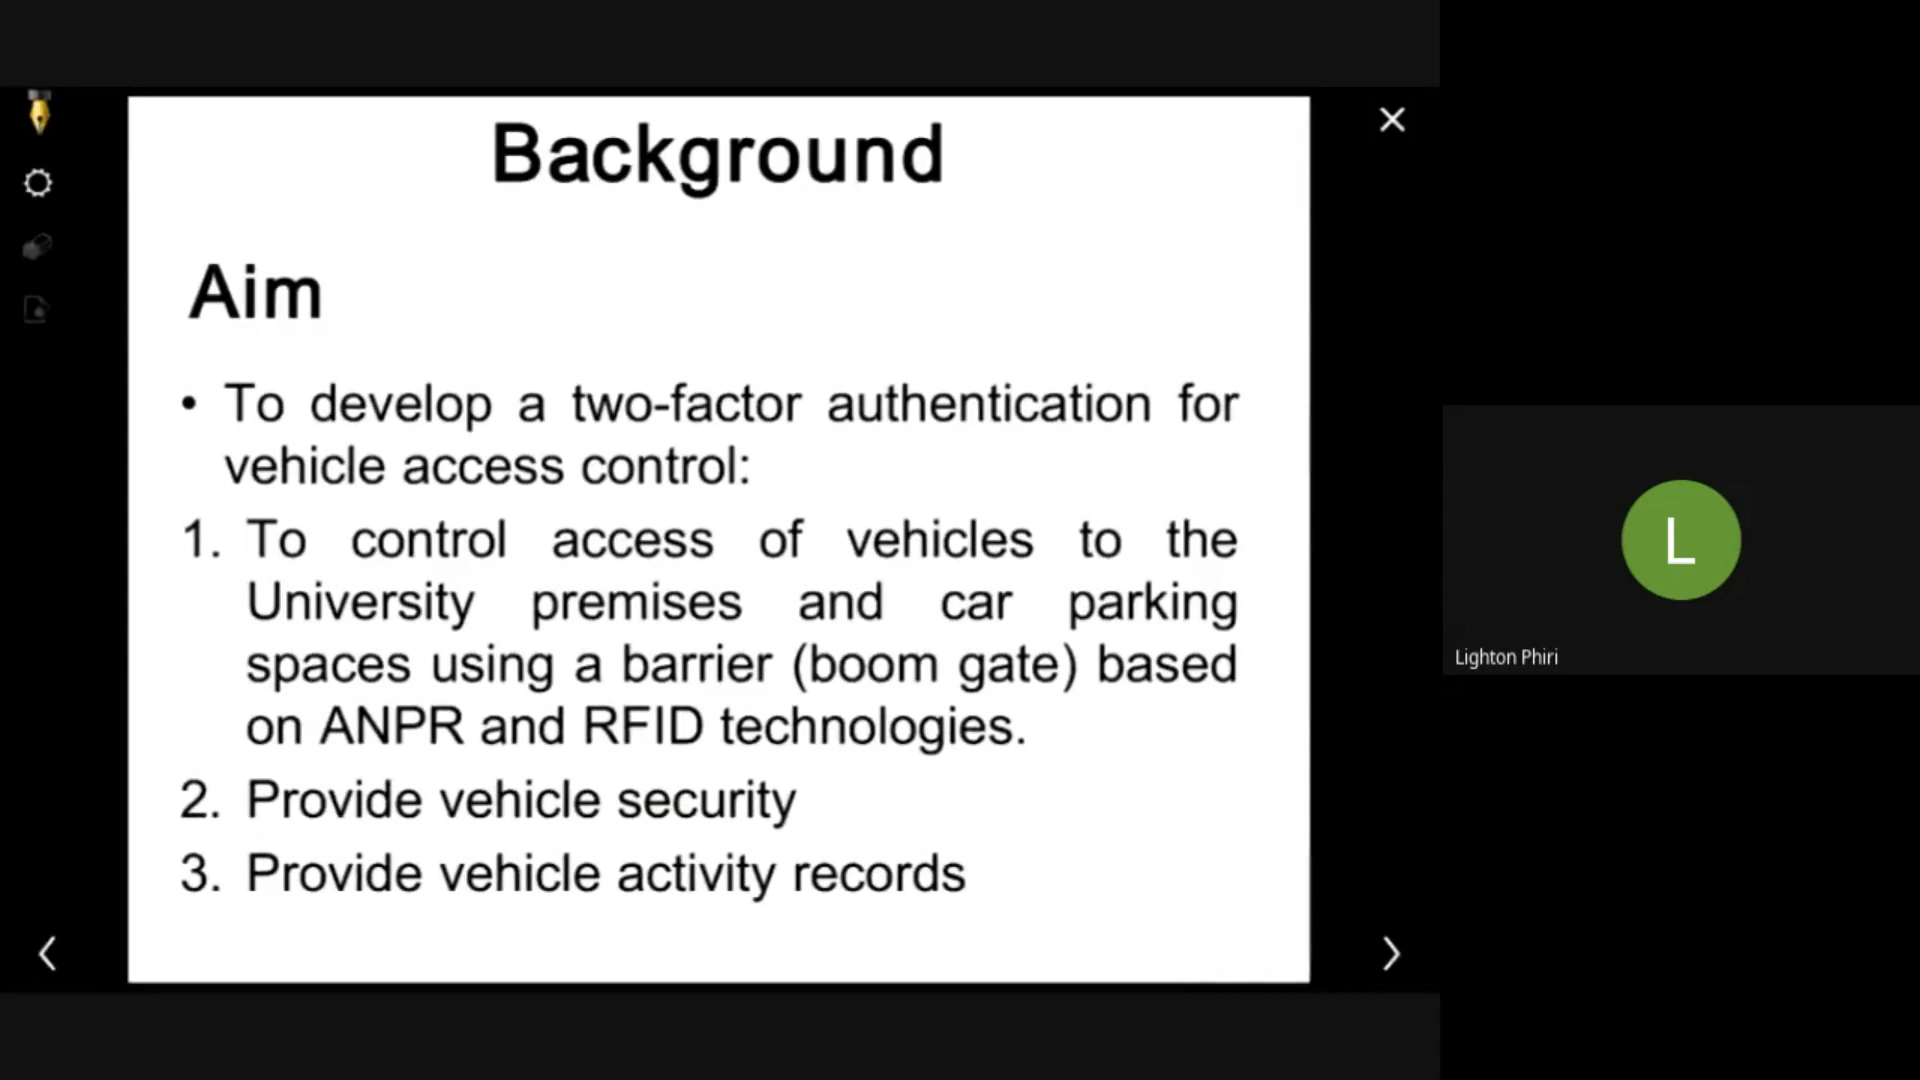 Background
Aim
• To develop a two-factor authentication for
vehicle access control:
1. To control access of vehicles to the
University premises and car parking
spaces using a barrier (boom gate) based
on ANPR and RFID technologies.
2. Provide vehicle security
3. Provide vehicle activity records
L
Lighton Phiri